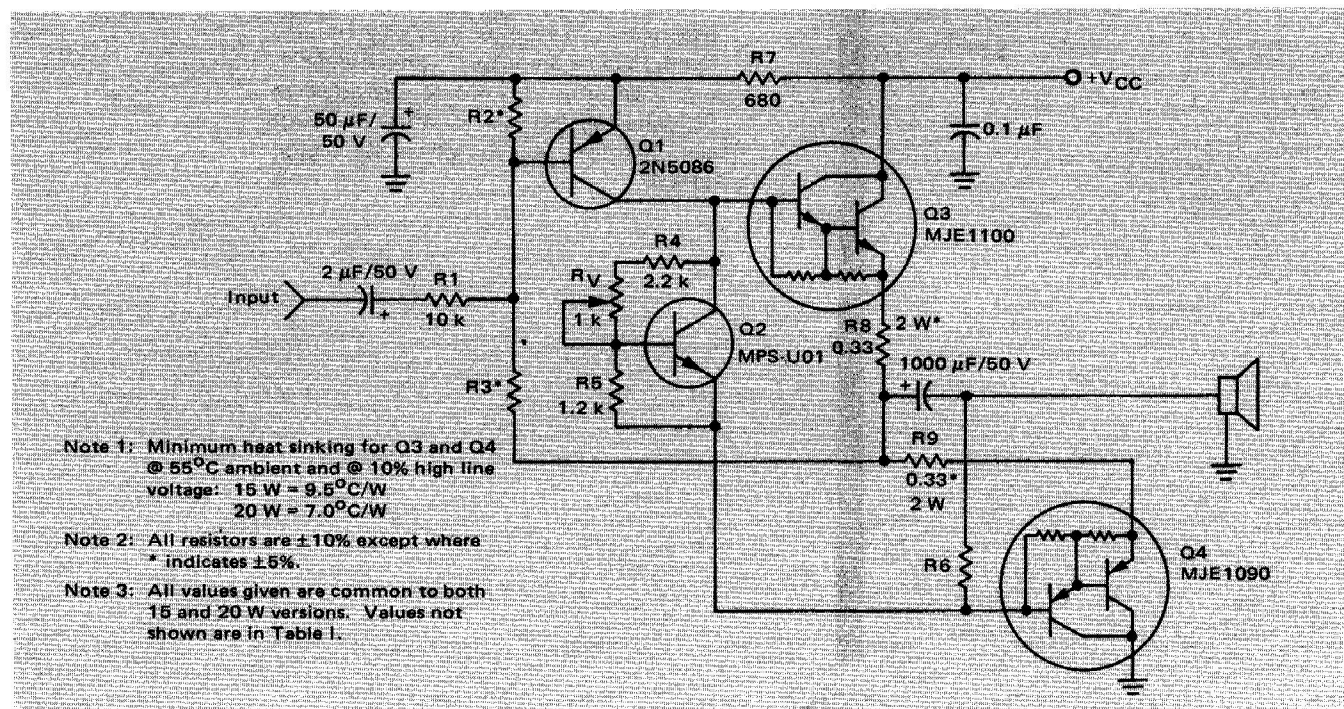 R7
680
+VCC
50 μF/
50 V
+
R2*
Q1
2N5086
0.1 μF
Q3
MJE1100
2 μF/50 V
R1
Input
+
10 k
R4
2.2 k
RV
1 k
Q2
MPS-U01
R8
0.33
2 W*
1000 μF/50 V
+
R3*
R5
1.2 k
R9
0.33*
2 W
R6
Q4
MJE1090
Note 1: Minimum heat sinking for Q3 and Q4
@ 55°C ambient and @ 10% high line
voltage: 15 W = 9.5°C/W
20 W = 7.0°C/W
Note 2: All resistors are ±10% except where
* indicates ±5%.
Note 3: All values given are common to both
15 and 20 W versions. Values not
shown are in Table I.